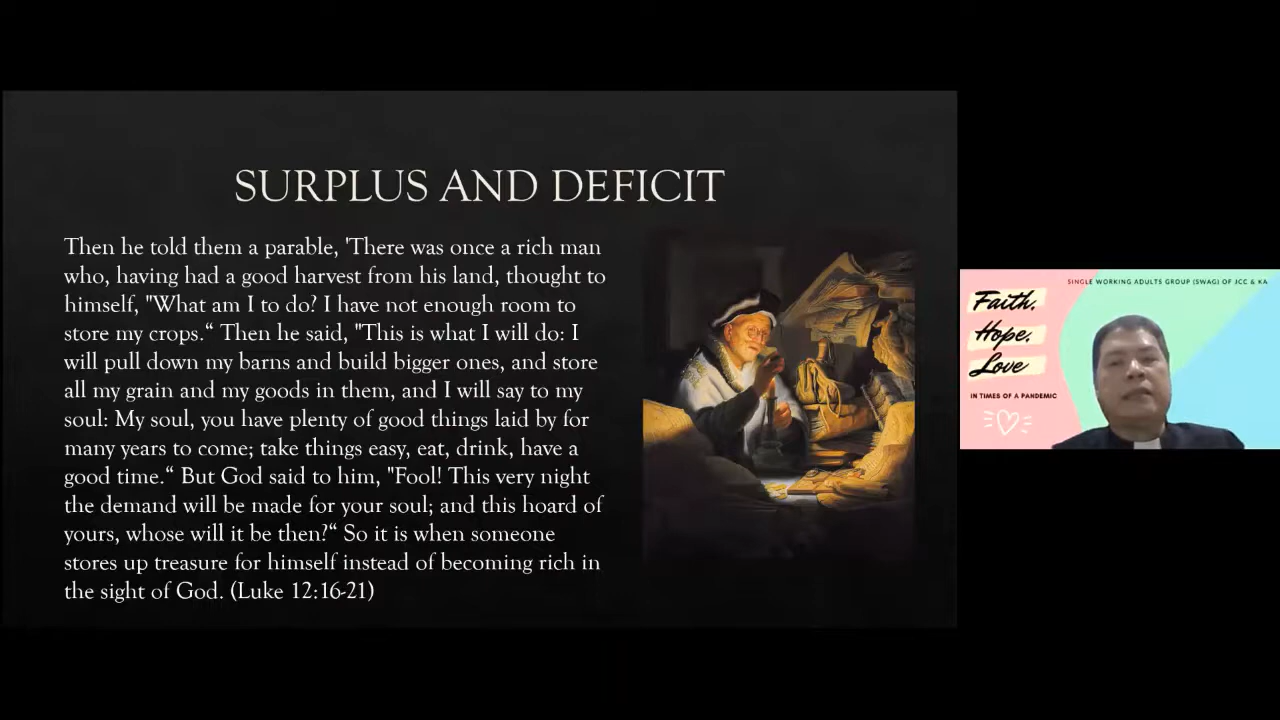 SURPLUS AND DEFICIT
Then he told them a parable, 'There was once a rich man
who, having had a good harvest from his land, thought to
himself, "What am I to do? I have not enough room to
store my crops.“ Then he said, "This is what I will do: I
will pull down my barns and build bigger ones, and store
all my grain and my goods in them, and I will say to my
soul: My soul, you have plenty of good things laid by for
many years to come; take things easy, eat, drink, have a
good time.“ But God said to him, "Fool! This very night
the demand will be made for your soul; and this hoard of
yours, whose will it be then?“ So it is when someone
stores up treasure for himself instead of becoming rich in
the sight of God. (Luke 12:16-21)
SINGLE WORKING ADULTS GROUP (SWAG) OF JCC & KA
Faith.
Hope.
Love
IN TIMES OF A PANDEMIC